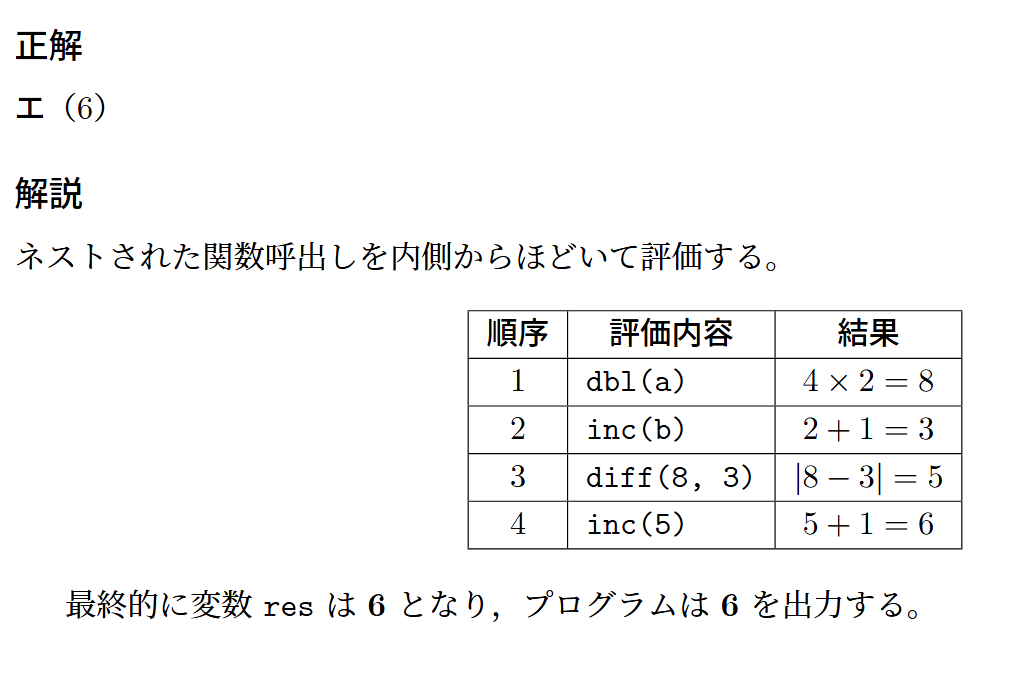 正解
エ（6）
解説
ネストされた関数呼出しを内側からほどいて評価する。
順序 評価内容 結果
1 dbl(a) 4 × 2 = 8
2 inc(b) 2 + 1 = 3
3 diff(8, 3) |8 − 3| = 5
4 inc(5) 5 + 1 = 6
最終的に変数 res は 6 となり，プログラムは 6 を出力する。